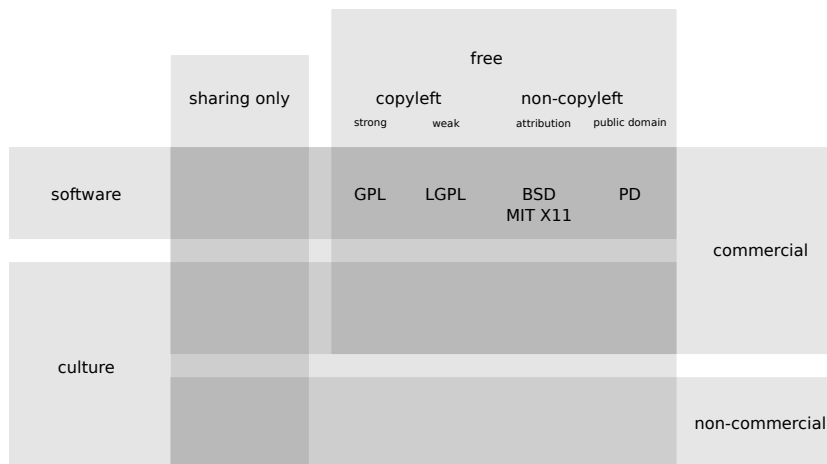 free
sharing only copyleft non-copyleft
strong weak attribution public domain
software GPL LGPL BSD PD
MIT X11
commercial
culture
non-commercial